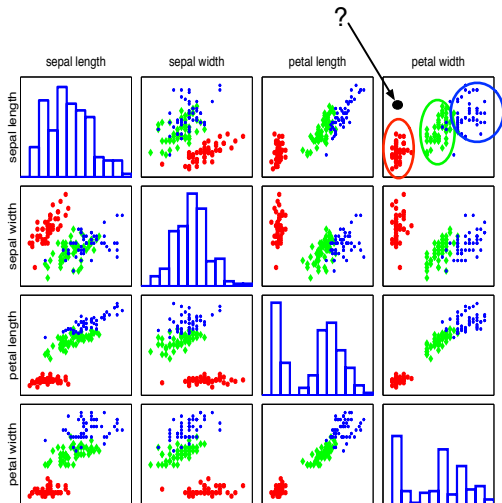 ?
sepal length sepal width petal length petal width
sepal length
sepal width
petal length
petal width